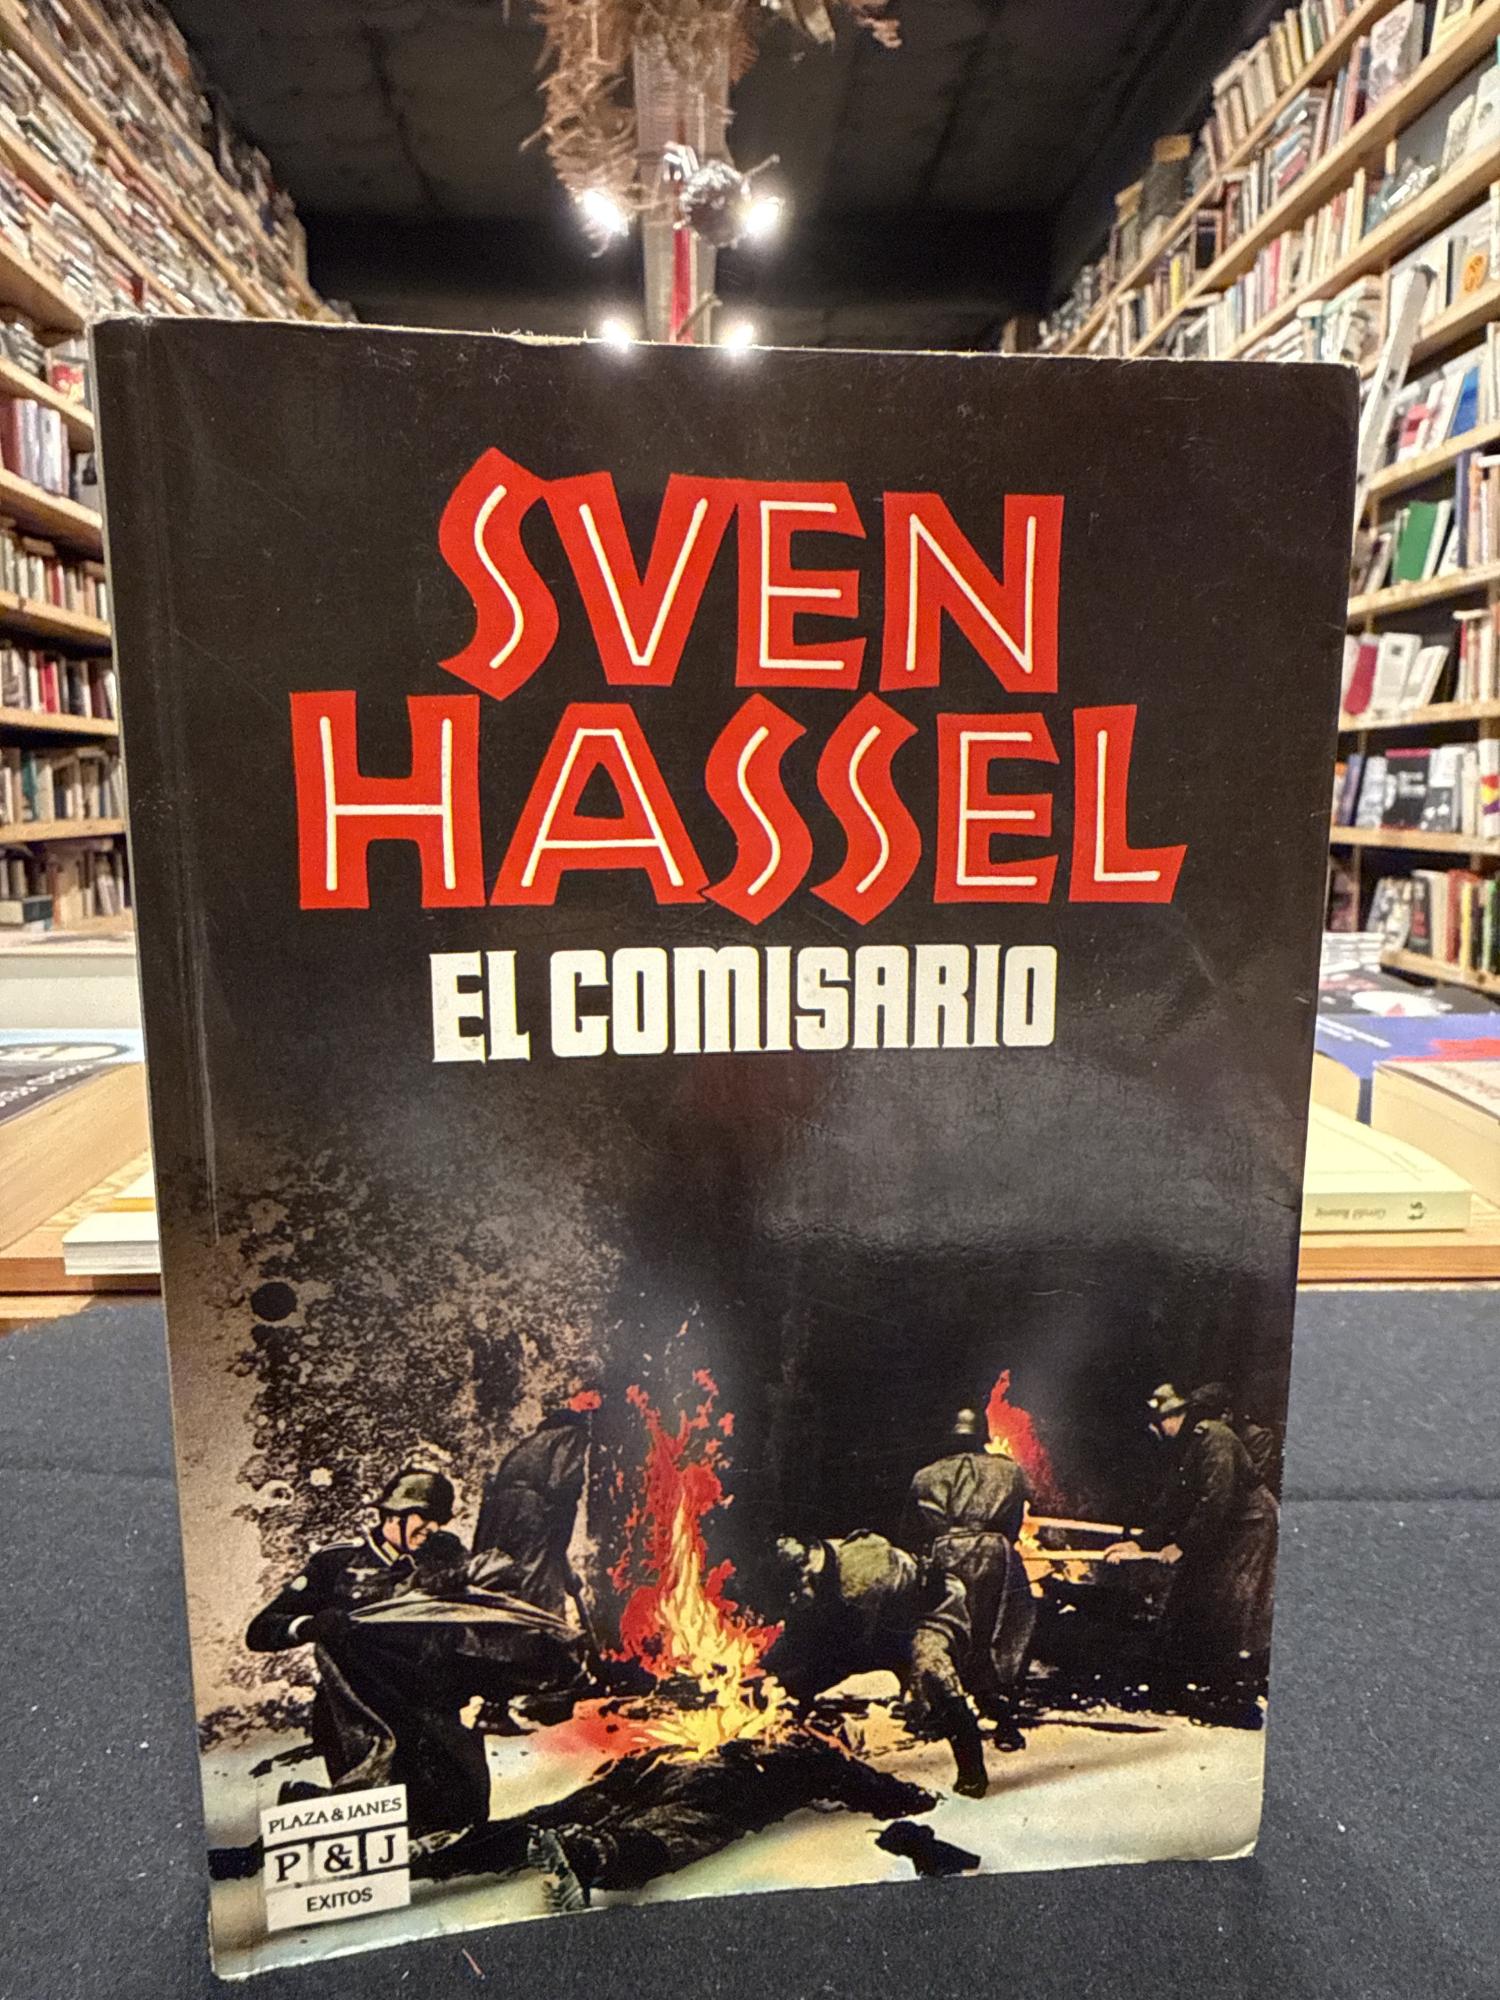 SVEN
HASSEL
EL COMISARIO
PLAZA & JANES
P & J
EXITOS